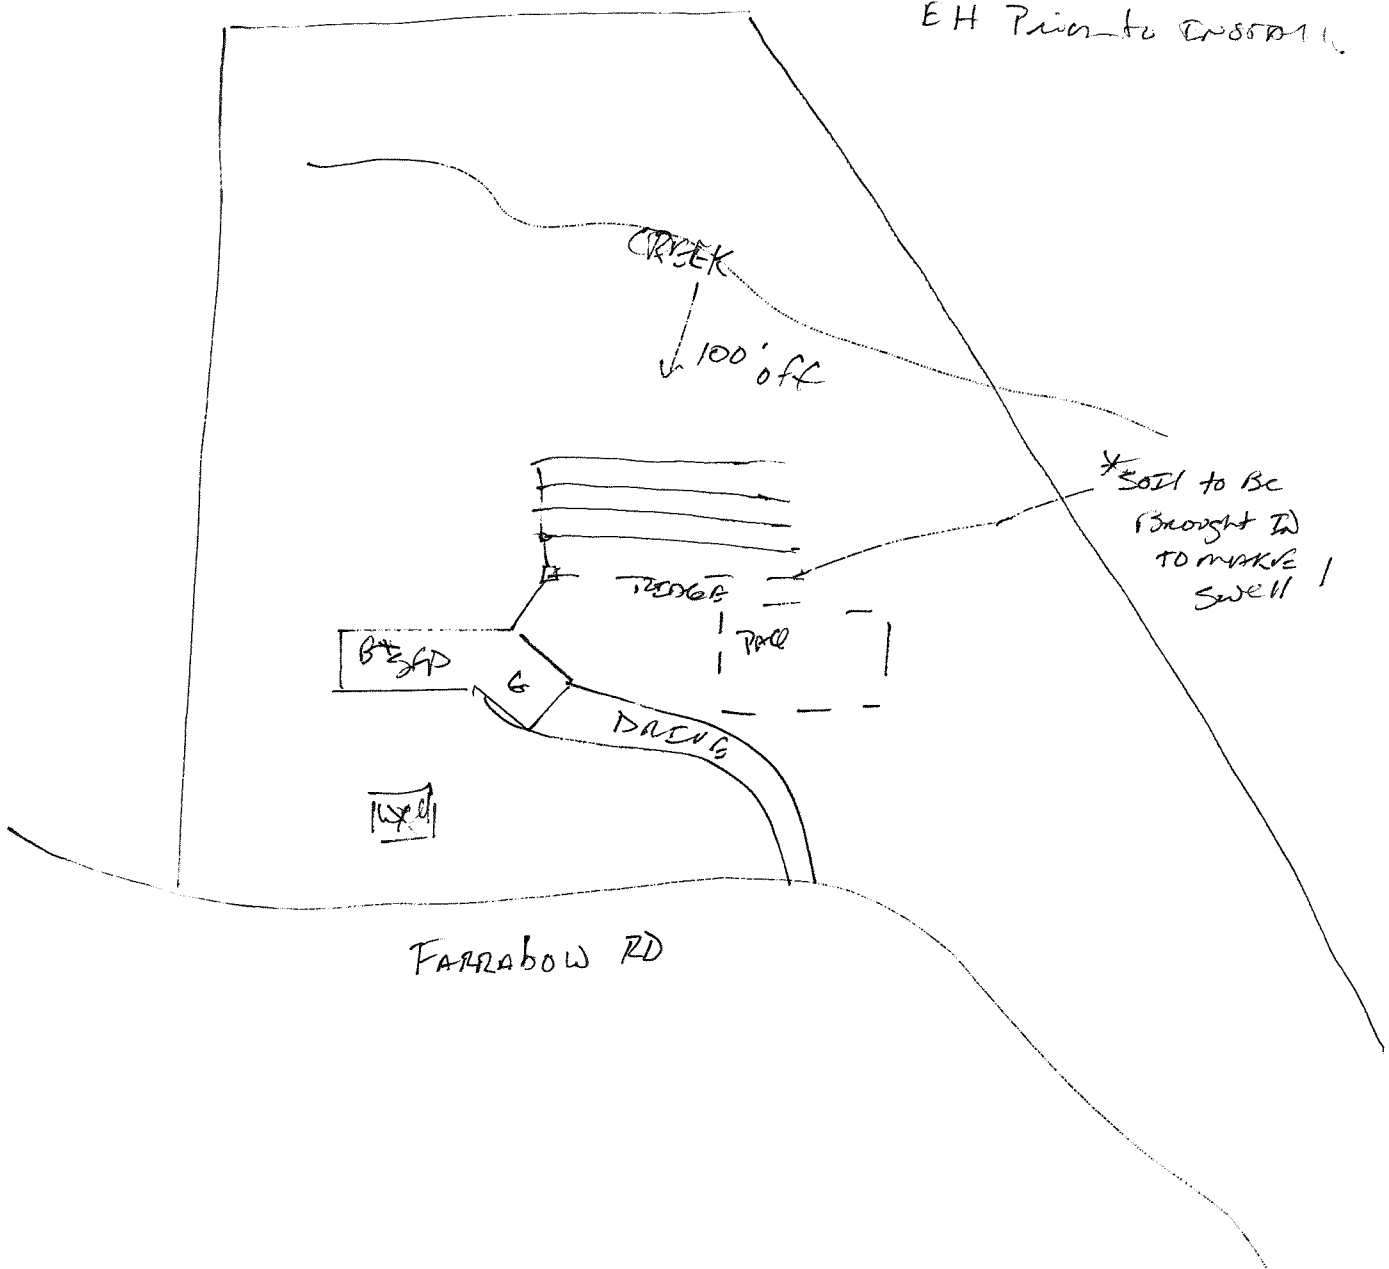 EH Prior to INSTALL.
CREEK
100' off
*Soil to Be
Brought In
TO MAKE
Swell
RIDGE
G
DRIVE
Well
FARRABOW RD